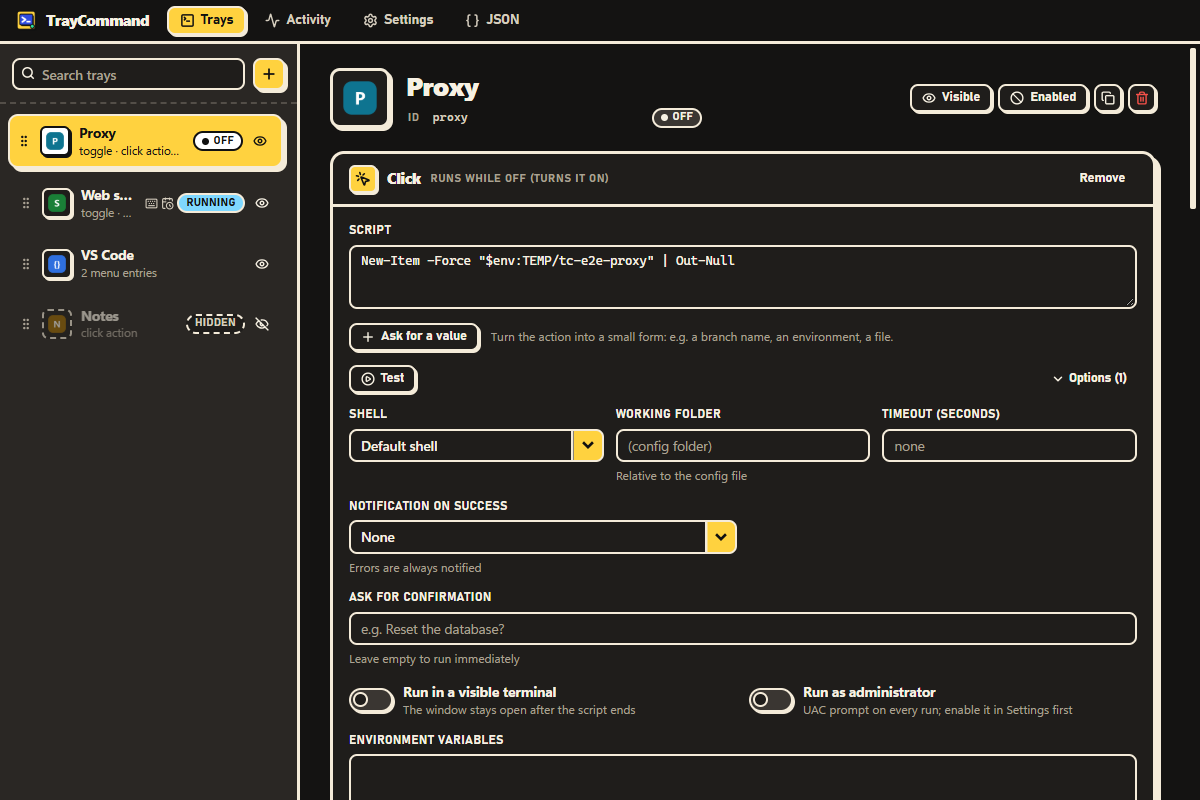 TrayCommand
Trays
Activity
Settings
{ } JSON
Search trays
+
P
Proxy
toggle · click actio...
OFF
S
Web s...
toggle · ...
RUNNING
{}
VS Code
2 menu entries
N
Notes
click action
HIDDEN
P
Proxy
ID proxy
OFF
Visible
Enabled
Click RUNS WHILE OFF (TURNS IT ON)
Remove
SCRIPT
New-Item -Force "$env:TEMP/tc-e2e-proxy" | Out-Null
+ Ask for a value
Turn the action into a small form: e.g. a branch name, an environment, a file.
Test
Options (1)
SHELL
Default shell
WORKING FOLDER
(config folder)
Relative to the config file
TIMEOUT (SECONDS)
none
NOTIFICATION ON SUCCESS
None
Errors are always notified
ASK FOR CONFIRMATION
e.g. Reset the database?
Leave empty to run immediately
Run in a visible terminal
The window stays open after the script ends
Run as administrator
UAC prompt on every run; enable it in Settings first
ENVIRONMENT VARIABLES